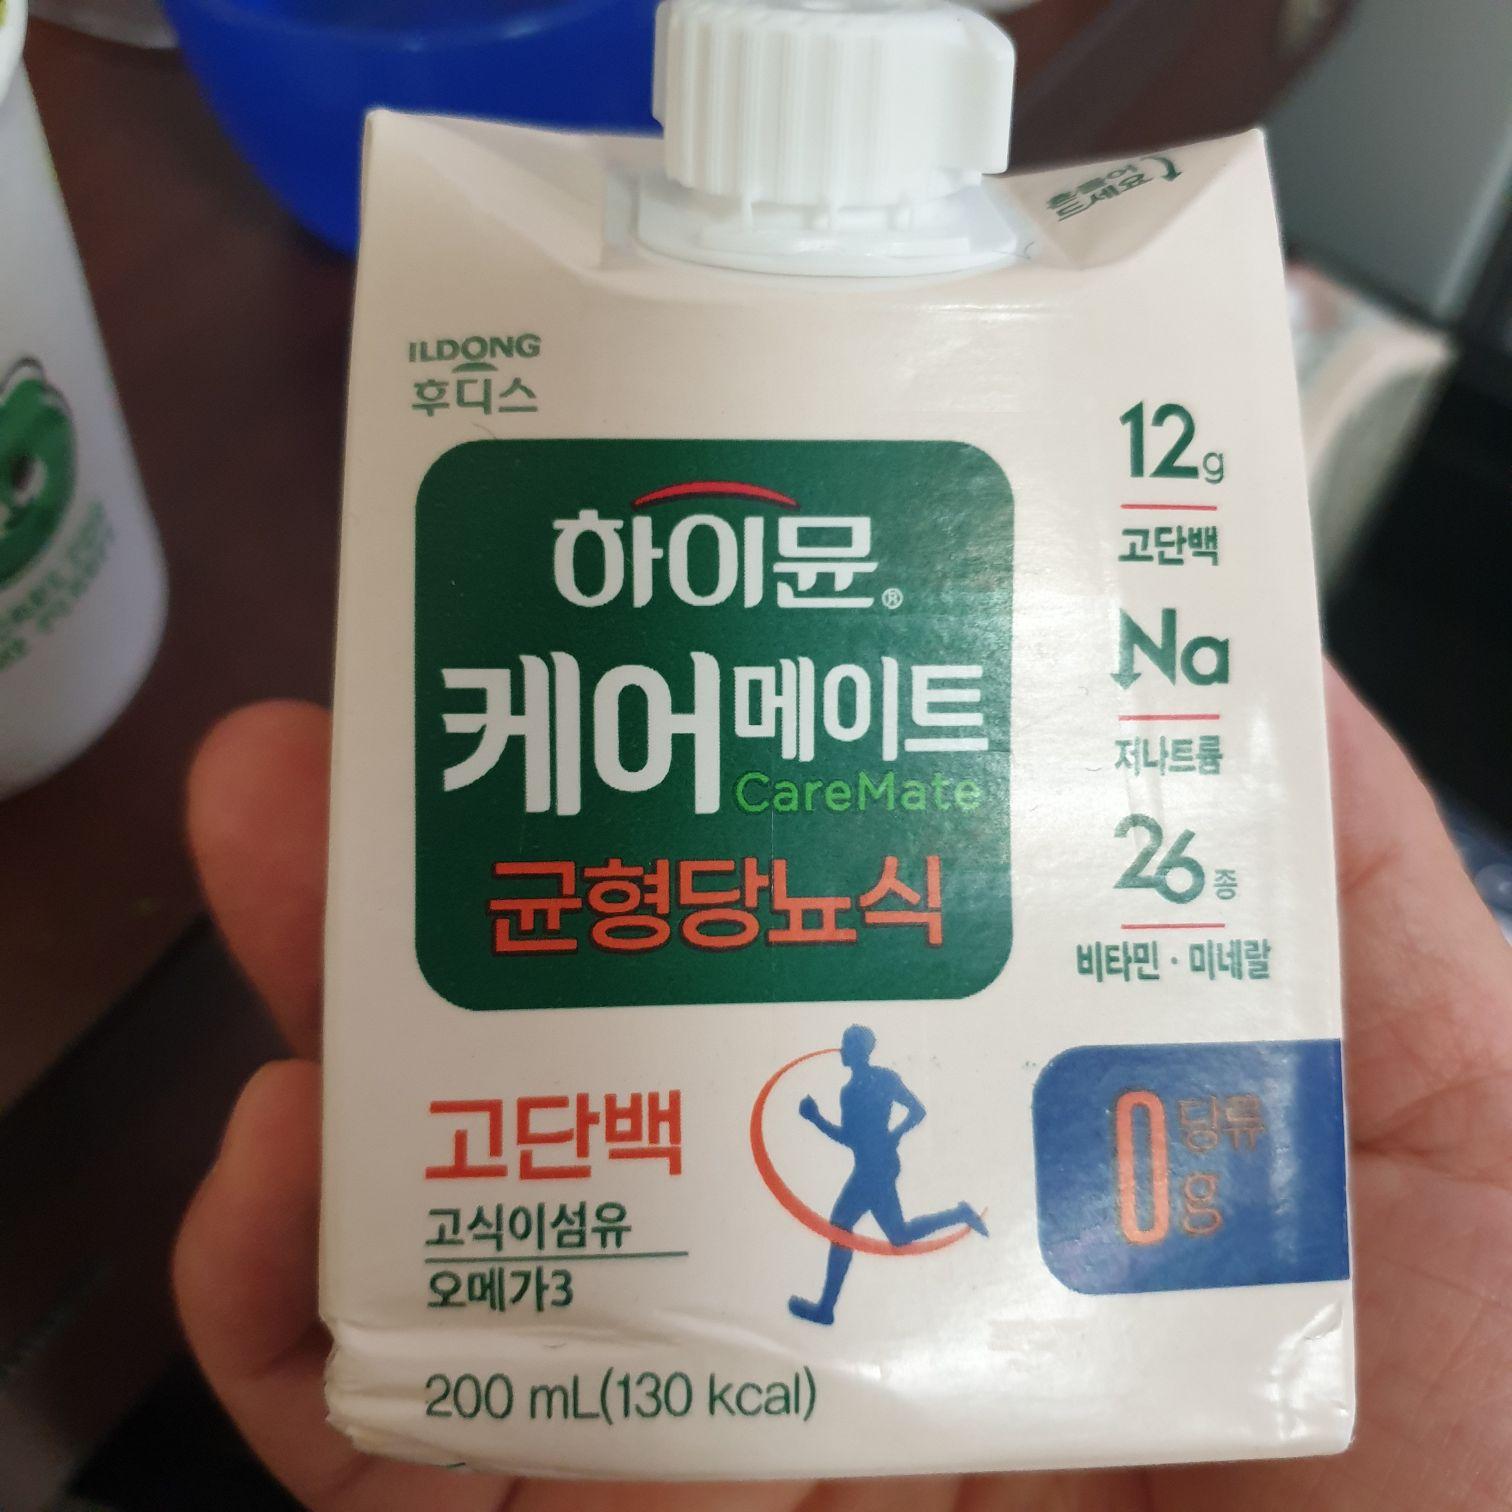 흔들어
드세요
ILDONG
후디스
하이뮨®
케어메이트
CareMate
균형당뇨식
12g
고단백
Na
저나트륨
26종
비타민·미네랄
고단백
고식이섬유
오메가3
0g
당류
200 mL(130 kcal)